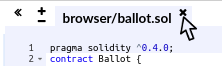 « + - browser/ballot.sol ×
1 pragma solidity ^0.4.0;
2 contract Ballot {